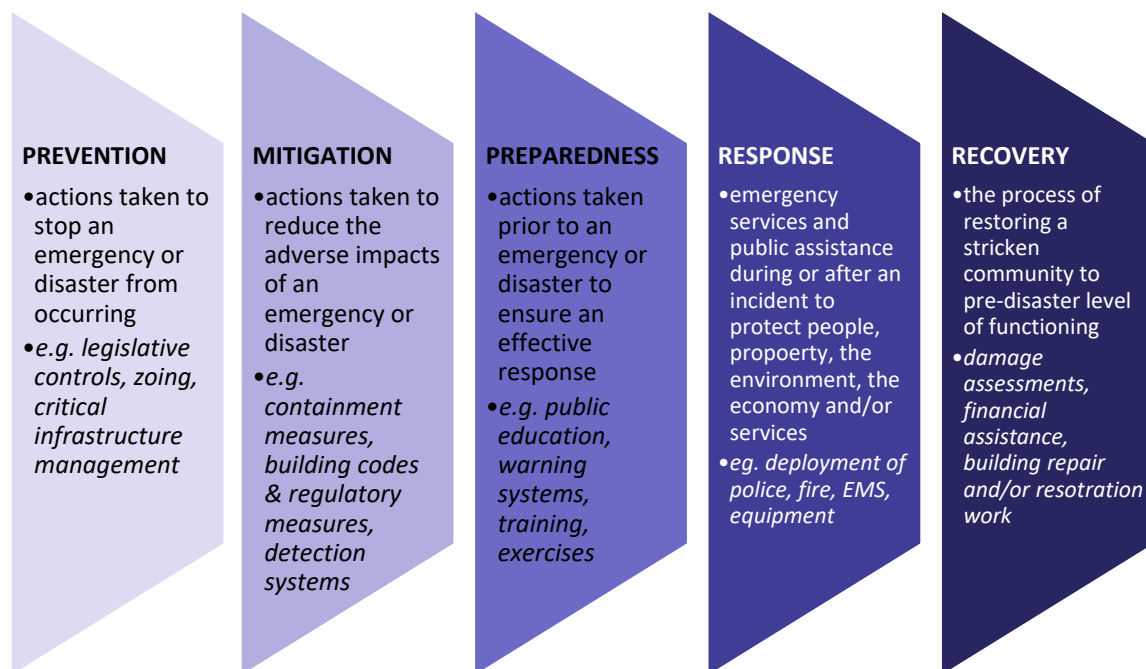 PREVENTION
•actions taken to
stop an
emergency or
disaster from
occurring
•e.g. legislative
controls, zoing,
critical
infrastructure
management
MITIGATION
•actions taken to
reduce the
adverse impacts
of an
emergency or
disaster
•e.g.
containment
measures,
building codes
& regulatory
measures,
detection
systems
PREPAREDNESS
•actions taken
prior to an
emergency or
disaster to
ensure an
effective
response
•e.g. public
education,
warning
systems,
training,
exercises
RESPONSE
•emergency
services and
public assistance
during or after an
incident to
protect people,
propoerty, the
environment, the
economy and/or
services
•eg. deployment of
police, fire, EMS,
equipment
RECOVERY
•the process of
restoring a
stricken
community to
pre-disaster level
of functioning
•damage
assessments,
financial
assistance,
building repair
and/or resotration
work